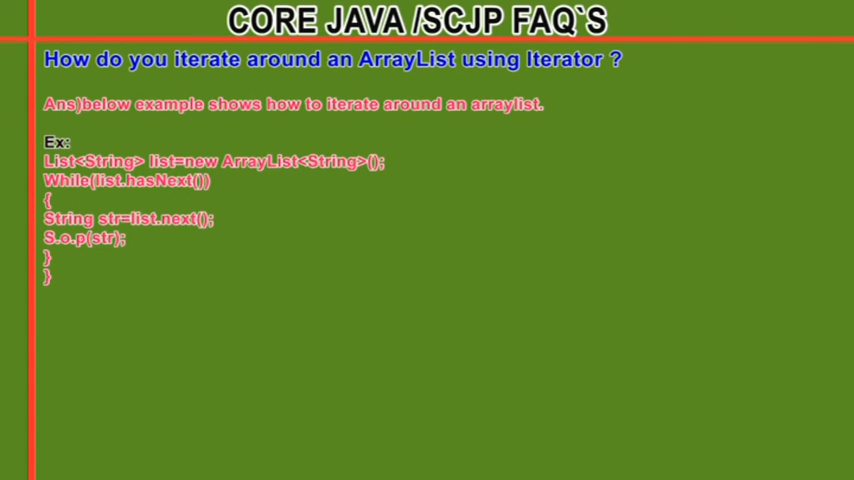 CORE JAVA /SCJP FAQ`S
How do you iterate around an ArrayList using Iterator ?
Ans)below example shows how to iterate around an arraylist.
Ex:
List<String> list=new ArrayList<String>();
While(list.hasNext())
{
String str=list.next();
S.o.p(str);
}
}